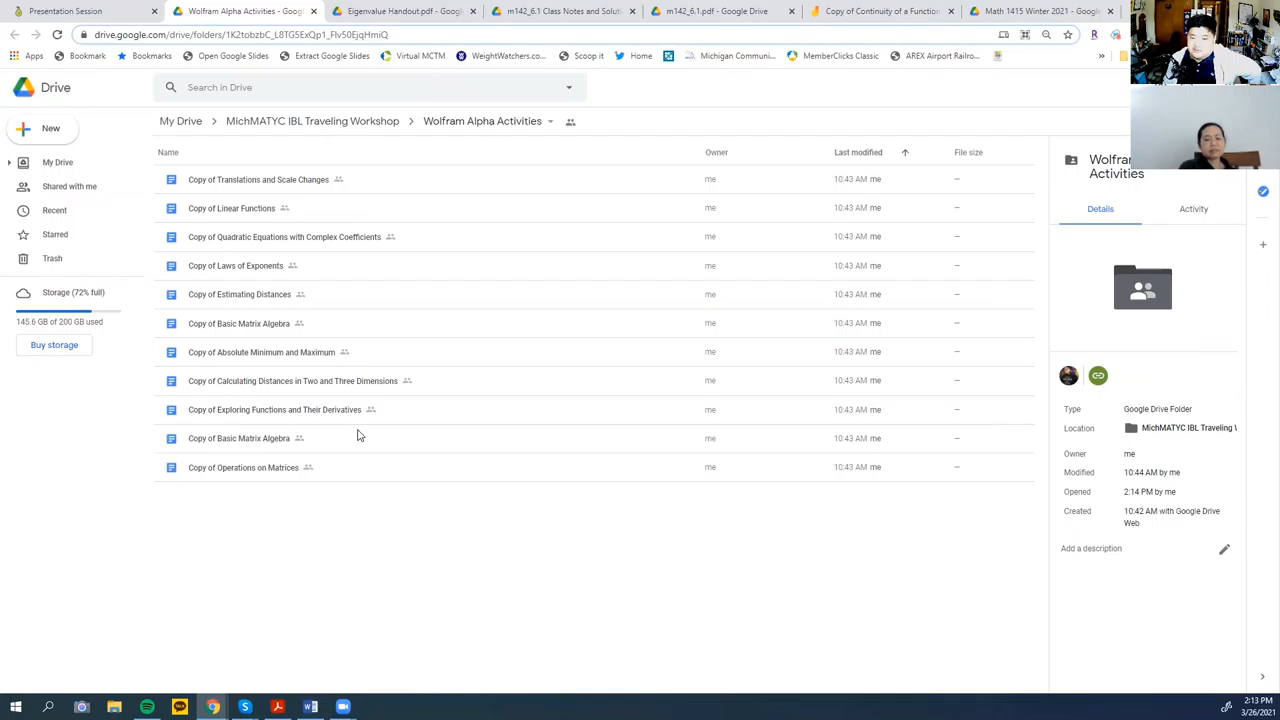 Presentation Session
Wolfram Alpha Activities - Goog
Eigenvalue Handout.pdf - Google
m142_6.1 Class Notes and Soluti
m142_6.1.pdf - Google Drive
Copy of Continuity of a Function
Math 1415 Winter 2021 - Google
drive.google.com/drive/folders/1K2tobzbC_L8TG5ExQp1_Flv50EjqHmiQ
Apps
Bookmark
Bookmarks
Open Google Slides
Extract Google Slides
Virtual MCTM
WeightWatchers.com...
Scoop it
Home
Michigan Communi...
MemberClicks Classic
AREX Airport Railro...
»
Drive
Search in Drive
New
My Drive > MichMATYC IBL Traveling Workshop > Wolfram Alpha Activities
My Drive
Shared with me
Recent
Starred
Trash
Storage (72% full)
145.6 GB of 200 GB used
Buy storage
Name Owner Last modified File size
Copy of Translations and Scale Changes me 10:43 AM me –
Copy of Linear Functions me 10:43 AM me –
Copy of Quadratic Equations with Complex Coefficients me 10:43 AM me –
Copy of Laws of Exponents me 10:43 AM me –
Copy of Estimating Distances me 10:43 AM me –
Copy of Basic Matrix Algebra me 10:43 AM me –
Copy of Absolute Minimum and Maximum me 10:43 AM me –
Copy of Calculating Distances in Two and Three Dimensions me 10:43 AM me –
Copy of Exploring Functions and Their Derivatives me 10:43 AM me –
Copy of Basic Matrix Algebra me 10:43 AM me –
Copy of Operations on Matrices me 10:43 AM me –
Wolfram
Activities
Details Activity
Type Google Drive Folder
Location MichMATYC IBL Traveling W
Owner me
Modified 10:44 AM by me
Opened 2:14 PM by me
Created 10:42 AM with Google Drive
Web
Add a description
TALK
2:13 PM
3/26/2021